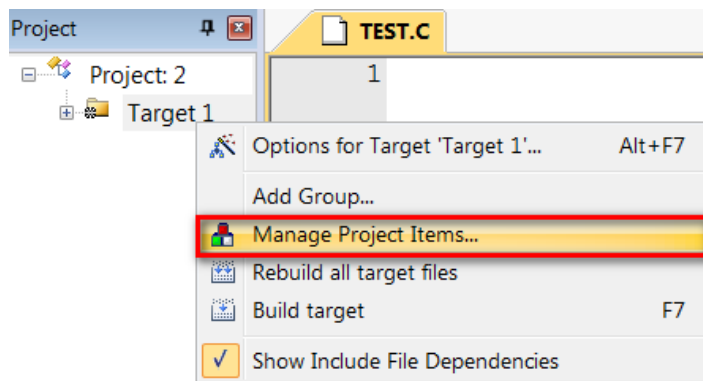 Project
TEST.C
Project: 2
1
Target 1
Options for Target 'Target 1'... Alt+F7
Add Group...
Manage Project Items...
Rebuild all target files
Build target F7
Show Include File Dependencies